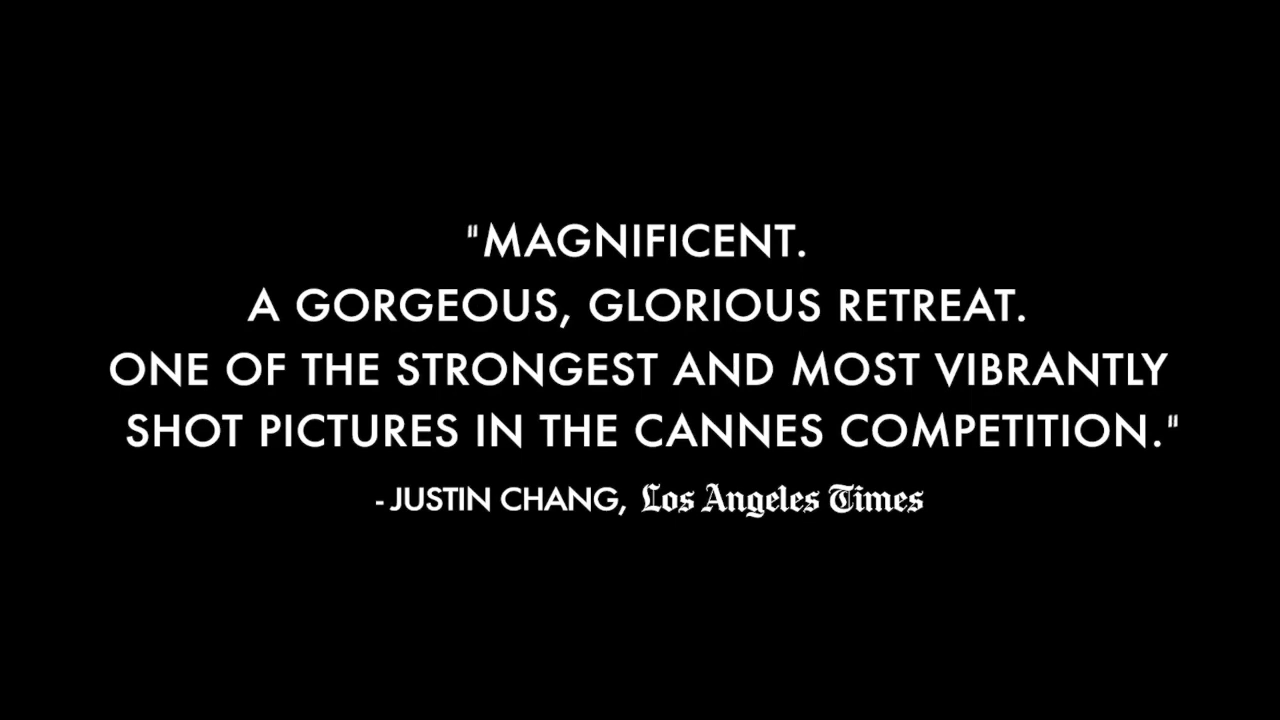 "MAGNIFICENT.
A GORGEOUS, GLORIOUS RETREAT.
ONE OF THE STRONGEST AND MOST VIBRANTLY
SHOT PICTURES IN THE CANNES COMPETITION."
- JUSTIN CHANG, Los Angeles Times